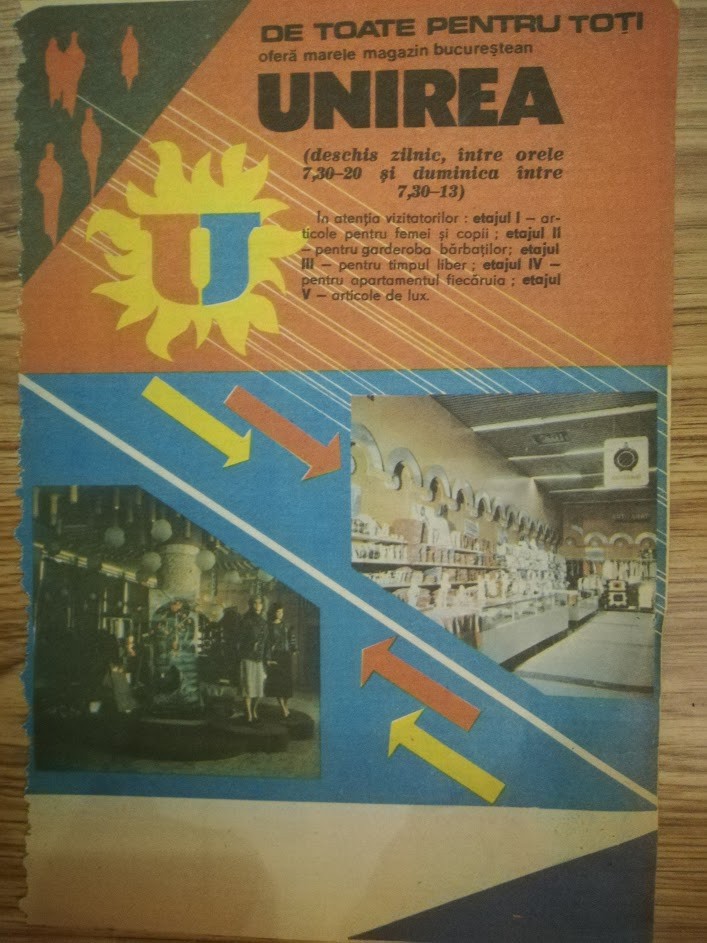 DE TOATE PENTRU TOȚI
oferă marele magazin bucureștean
UNIREA
(deschis zilnic, între orele
7,30–20 și duminica între
7,30–13)
În atenția vizitatorilor : etajul I — ar-
ticole pentru femei și copii ; etajul II
— pentru garderoba bărbaților; etajul
III — pentru timpul liber ; etajul IV —
pentru apartamentul fiecăruia ; etajul
V — articole de lux.
U